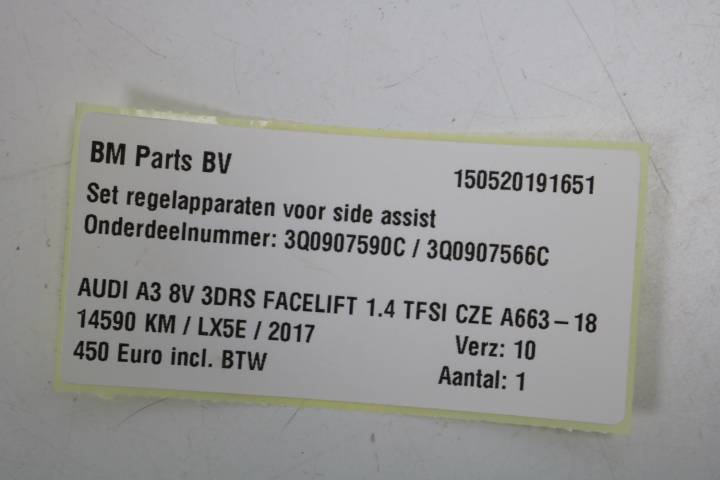 BM Parts BV 150520191651
Set regelapparaten voor side assist
Onderdeelnummer: 3Q0907590C / 3Q0907566C
AUDI A3 8V 3DRS FACELIFT 1.4 TFSI CZE A663-18
14590 KM / LX5E / 2017 Verz: 10
450 Euro incl. BTW Aantal: 1